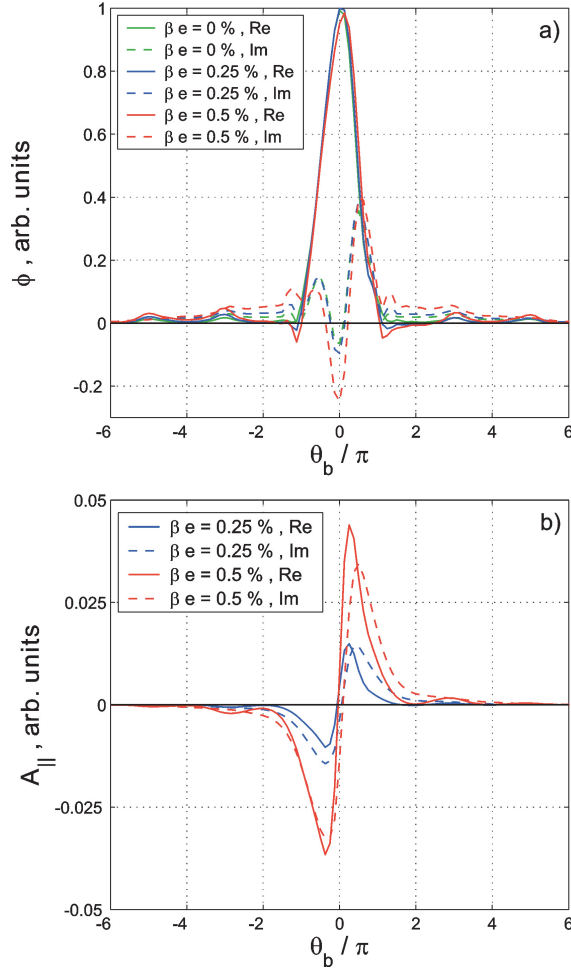 a)
β e = 0 % , Re
β e = 0 % , Im
β e = 0.25 % , Re
β e = 0.25 % , Im
β e = 0.5 % , Re
β e = 0.5 % , Im
ϕ , arb. units
1
0.8
0.6
0.4
0.2
0
-0.2
-6 -4 -2 0 2 4 6
θb / π
b)
β e = 0.25 % , Re
β e = 0.25 % , Im
β e = 0.5 % , Re
β e = 0.5 % , Im
A|| , arb. units
0.05
0.025
0
-0.025
-0.05
-6 -4 -2 0 2 4 6
θb / π